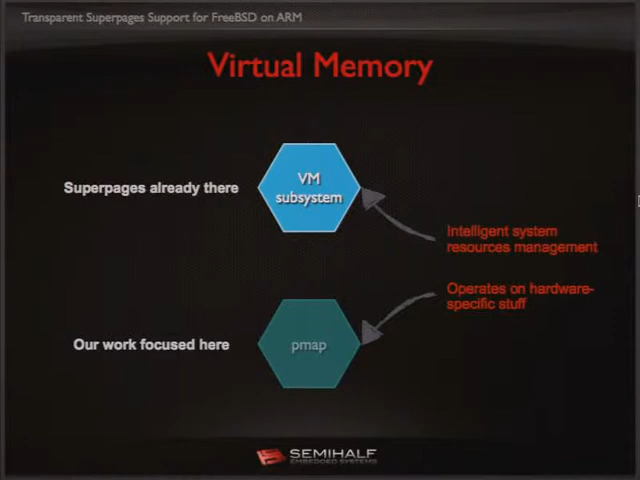 Transparent Superpages Support for FreeBSD on ARM
Virtual Memory
Superpages already there
VM
subsystem
Intelligent system
resources management
Operates on hardware-
specific stuff
Our work focused here
pmap
SEMIHALF
EMBEDDED SYSTEMS